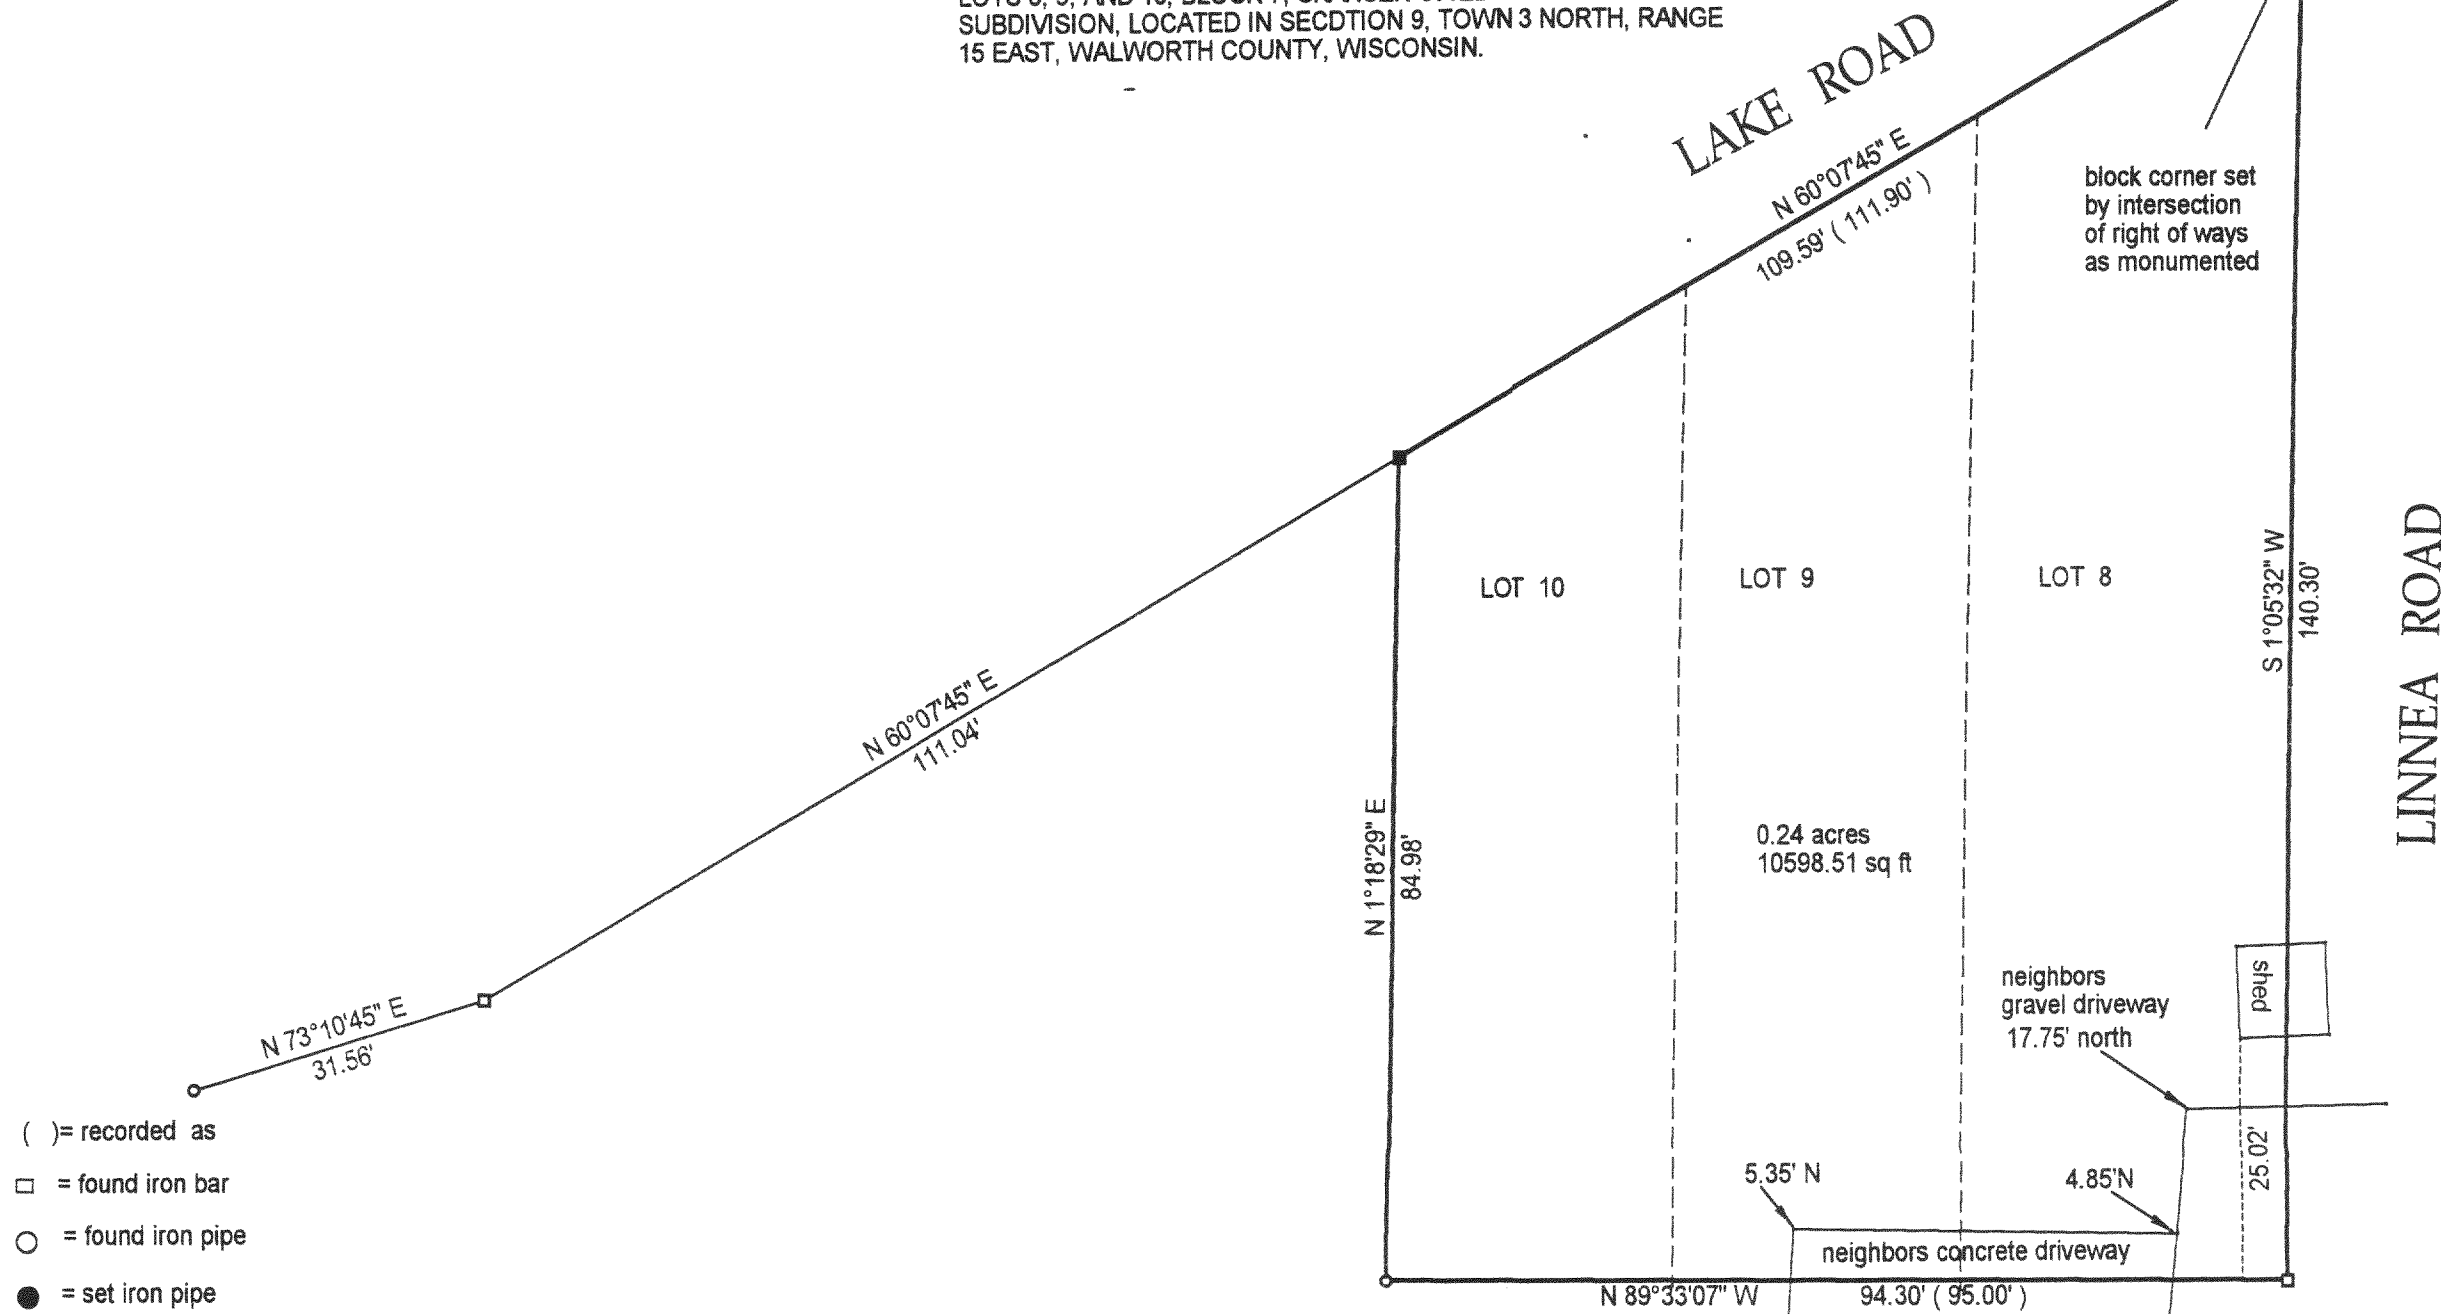 SUBDIVISION, LOCATED IN SECDTION 9, TOWN 3 NORTH, RANGE
15 EAST, WALWORTH COUNTY, WISCONSIN.
LAKE ROAD
N 60°07'45" E
109.59' ( 111.90' )
block corner set
by intersection
of right of ways
as monumented
LOT 10
LOT 9
LOT 8
S 1°05'32" W
140.30'
LINNEA ROAD
N 60°07'45" E
111.04'
N 1°18'29" E
84.98'
0.24 acres
10598.51 sq ft
shed
neighbors
gravel driveway
17.75' north
N 73°10'45" E
31.56'
( )= recorded as
= found iron bar
= found iron pipe
= set iron pipe
5.35' N
4.85'N
25.02'
neighbors concrete driveway
N 89°33'07" W
94.30' ( 95.00' )